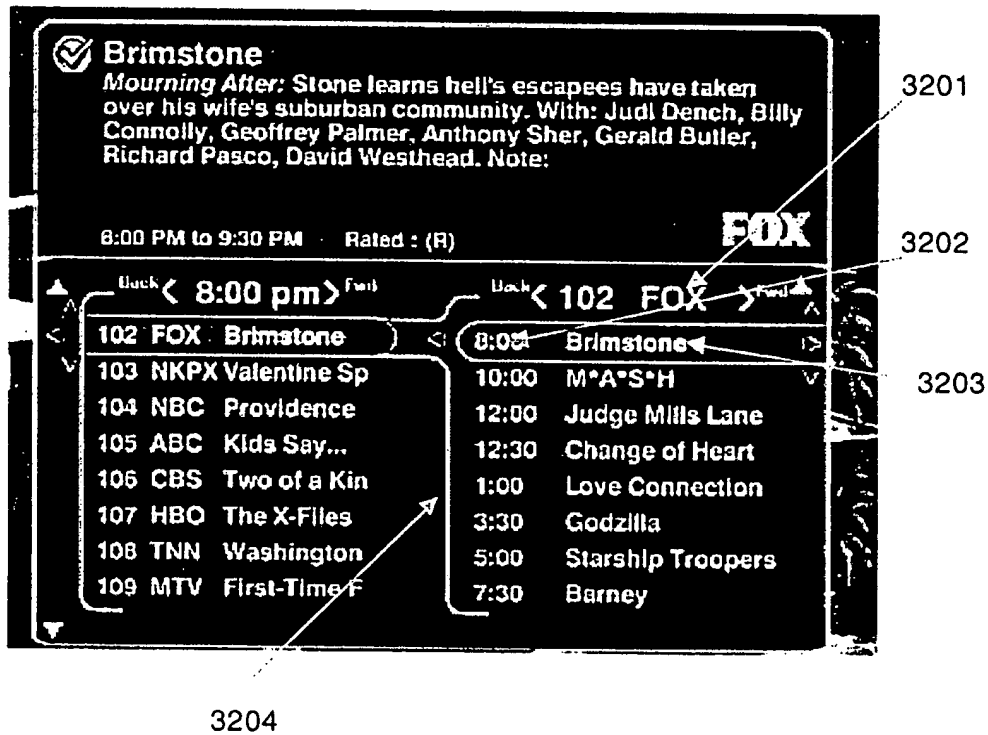 Brimstone
Mourning After: Stone learns hell's escapees have taken
over his wife's suburban community. With: Judi Dench, Billy
Connolly, Geoffrey Palmer, Anthony Sher, Gerald Butler,
Richard Pasco, David Westhead. Note:
8:00 PM to 9:30 PM Rated : (R)
FOX
Back < 8:00 pm > Fwd
102 FOX Brimstone
103 NKPX Valentine Sp
104 NBC Providence
105 ABC Kids Say...
106 CBS Two of a Kin
107 HBO The X-Files
108 TNN Washington
109 MTV First-Time F
Back < 102 FOX > Fwd
8:00 Brimstone
10:00 M*A*S*H
12:00 Judge Mills Lane
12:30 Change of Heart
1:00 Love Connection
3:30 Godzilla
5:00 Starship Troopers
7:30 Barney
3201
3202
3203
3204